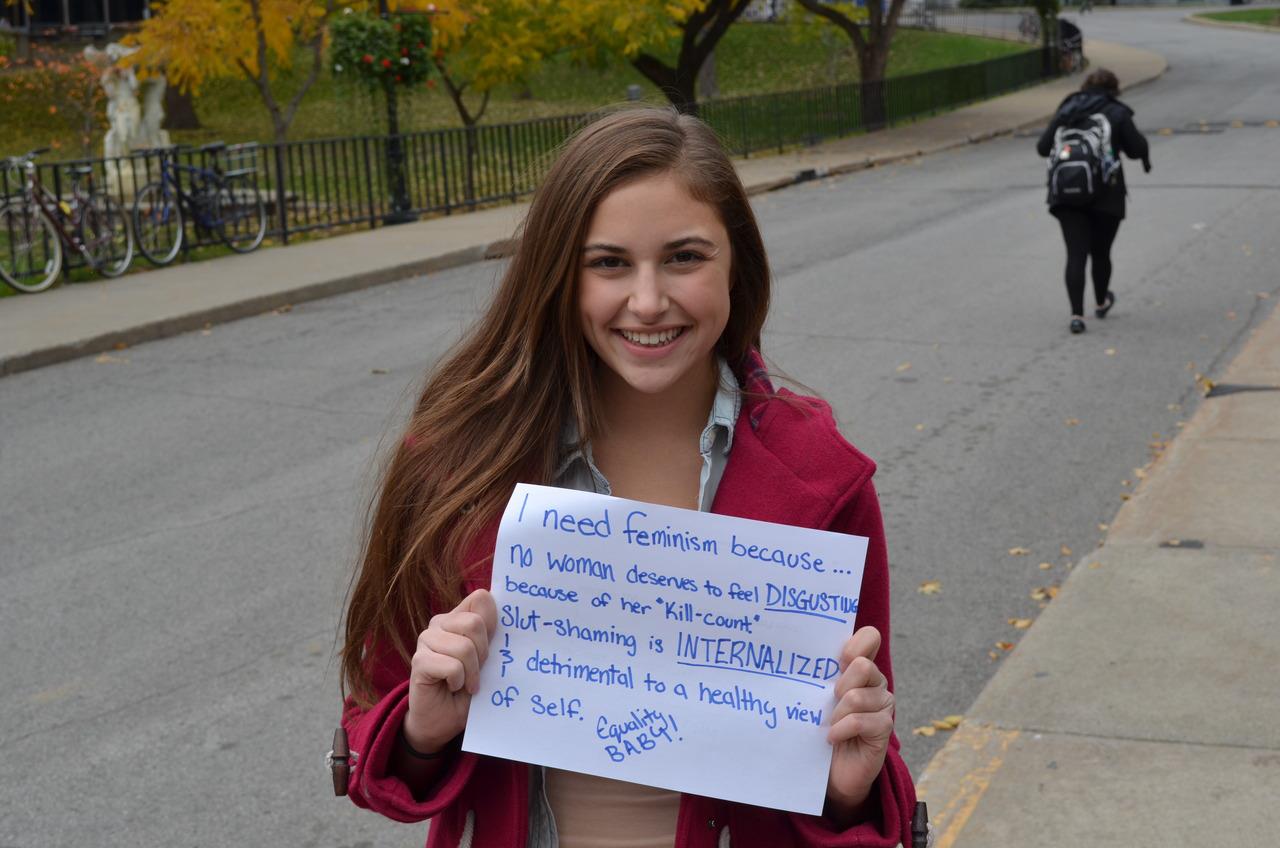 I need feminism because...
no woman deserves to feel DISGUSTING
because of her "kill-count."
Slut-shaming is INTERNALIZED
& detrimental to a healthy view
of self. Equality
BABY!